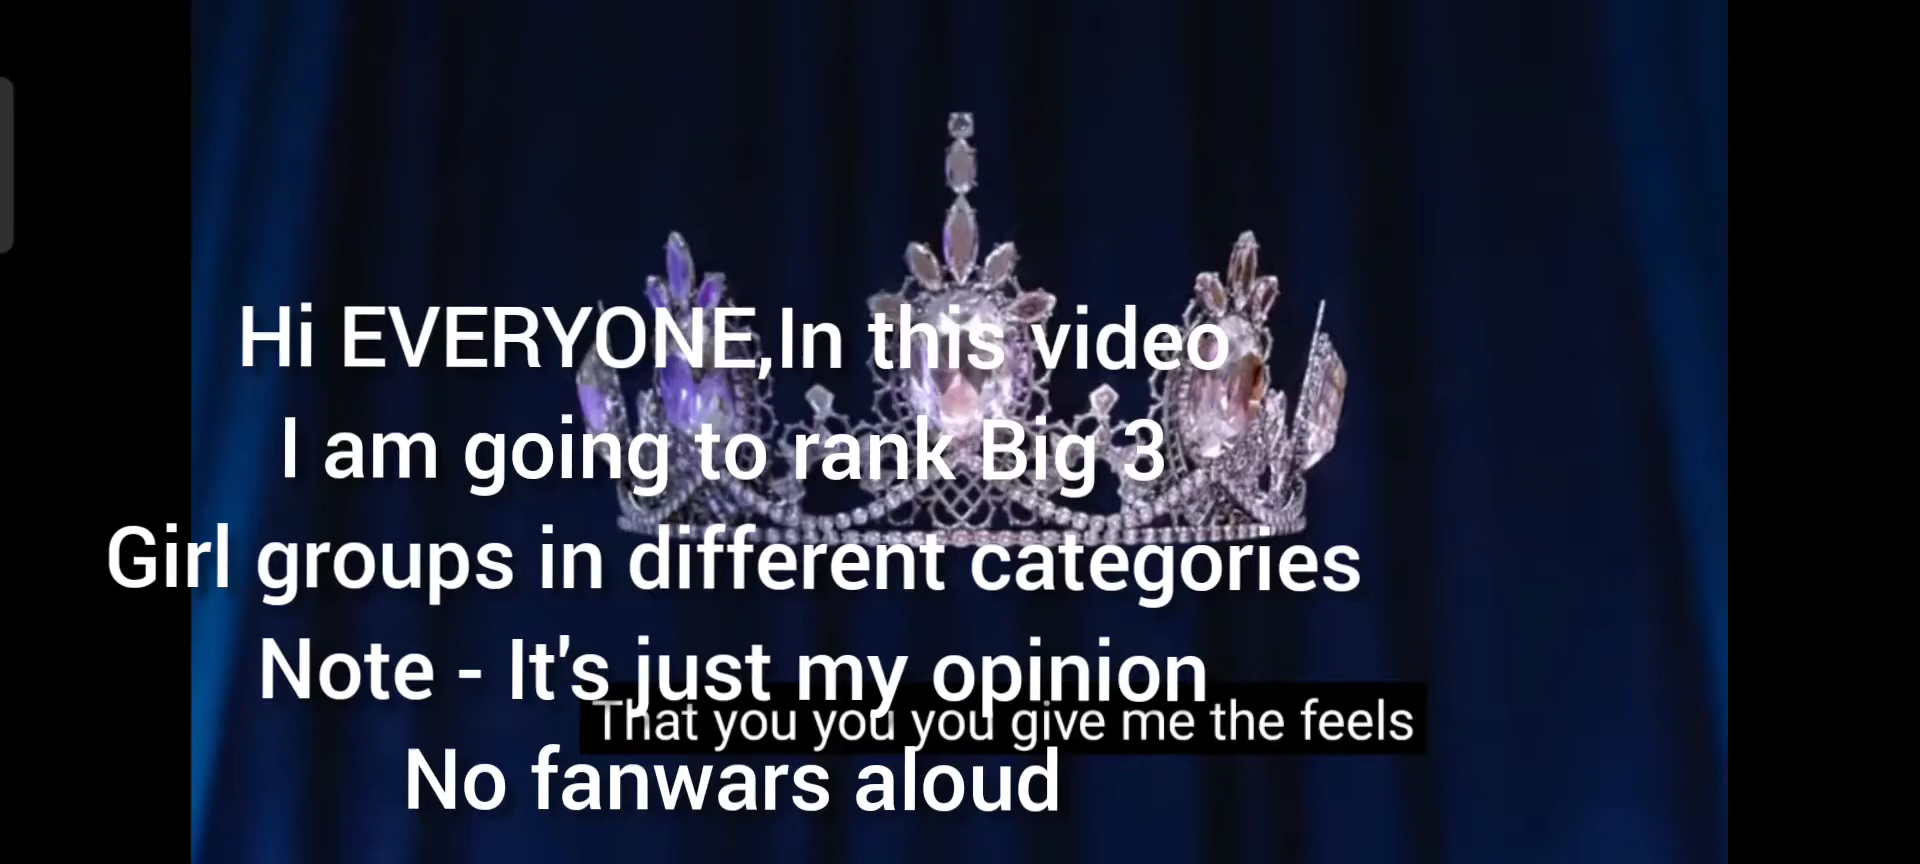 Hi EVERYONE,In this video
I am going to rank Big 3
Girl groups in different categories
Note - It's just my opinion
That you you you give me the feels
No fanwars aloud